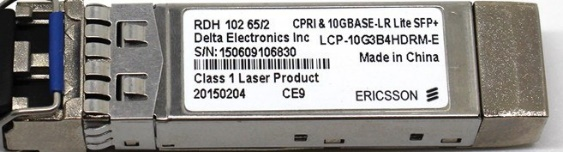 RDH 102 65/2 CPRI & 10GBASE-LR Lite SFP+
Delta Electronics Inc LCP-10G3B4HDRM-E
S/N:150609106830 Made in China
Class 1 Laser Product
20150204 CE9 ERICSSON